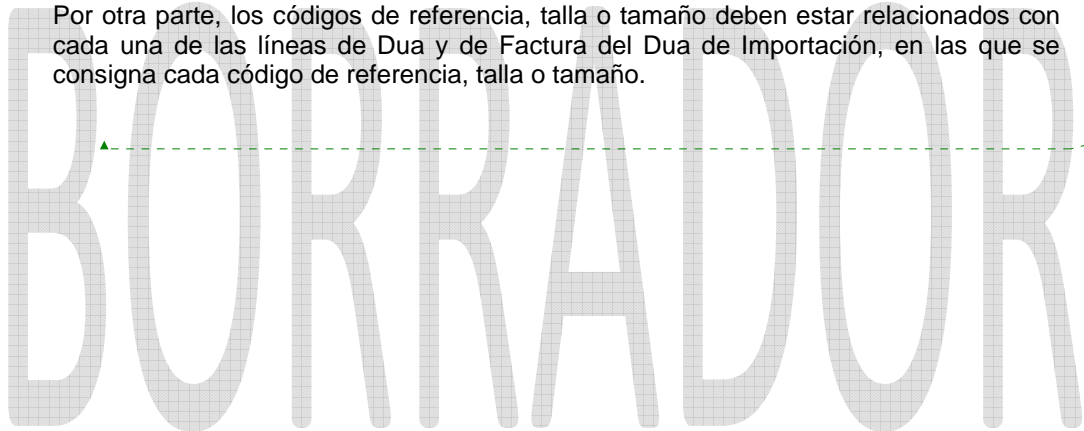 Por otra parte, los códigos de referencia, talla o tamaño deben estar relacionados con
cada una de las líneas de Dua y de Factura del Dua de Importación, en las que se
consigna cada código de referencia, talla o tamaño.
BORRADOR